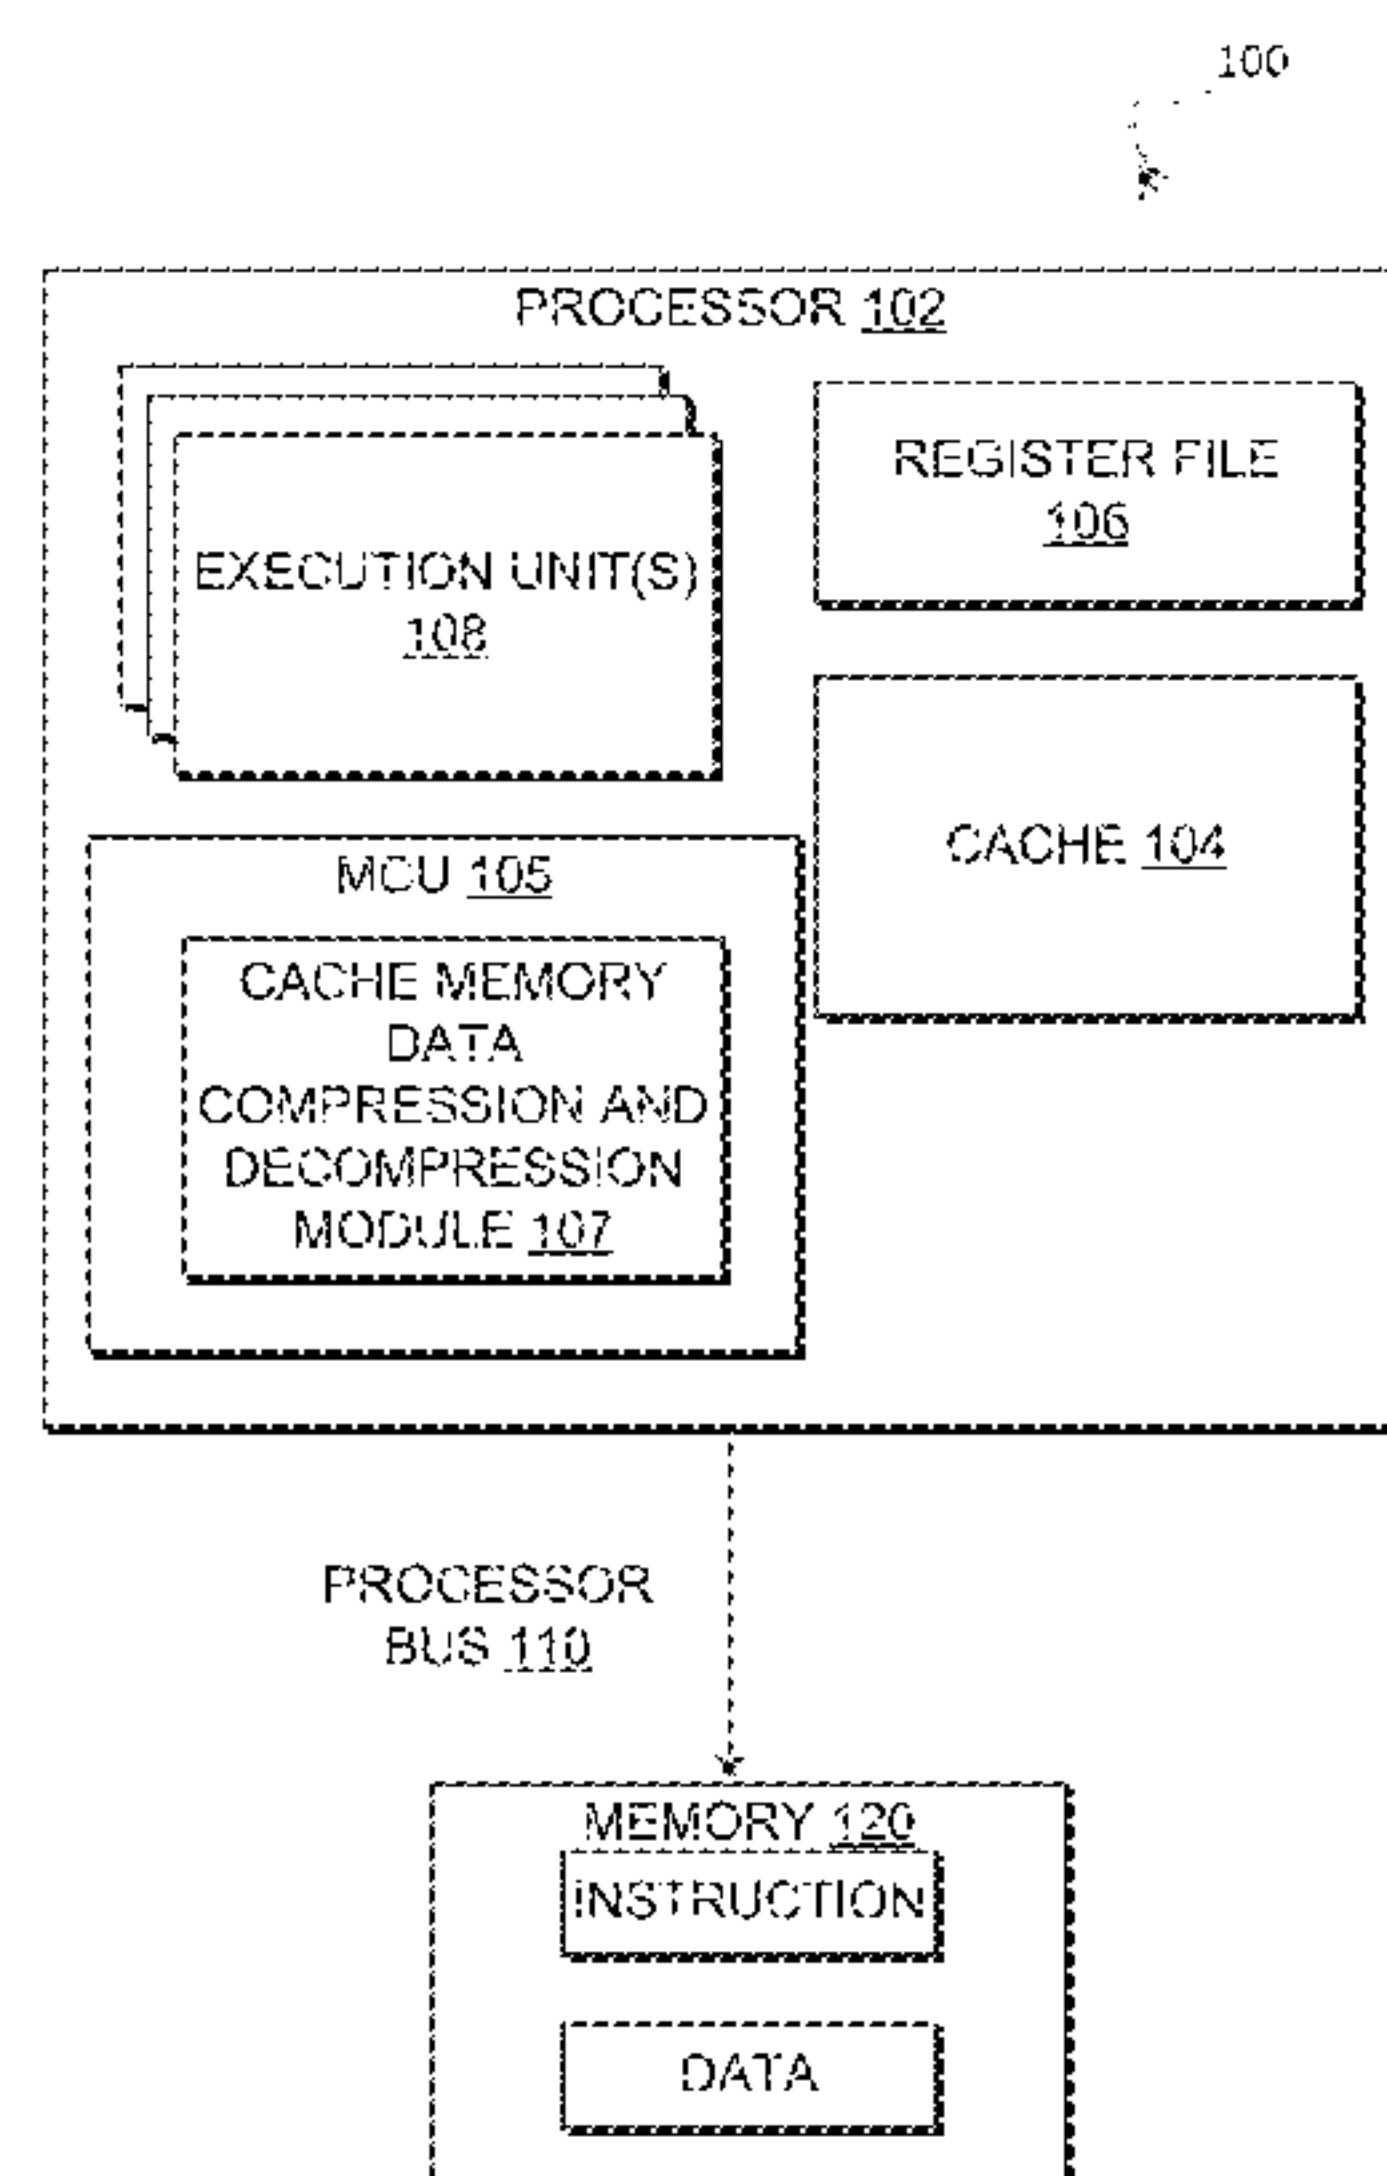 100
PROCESSOR 102
EXECUTION UNIT(S)
108
REGISTER FILE
106
CACHE 104
MCU 105
CACHE MEMORY
DATA
COMPRESSION AND
DECOMPRESSION
MODULE 107
PROCESSOR
BUS 110
MEMORY 120
INSTRUCTION
DATA